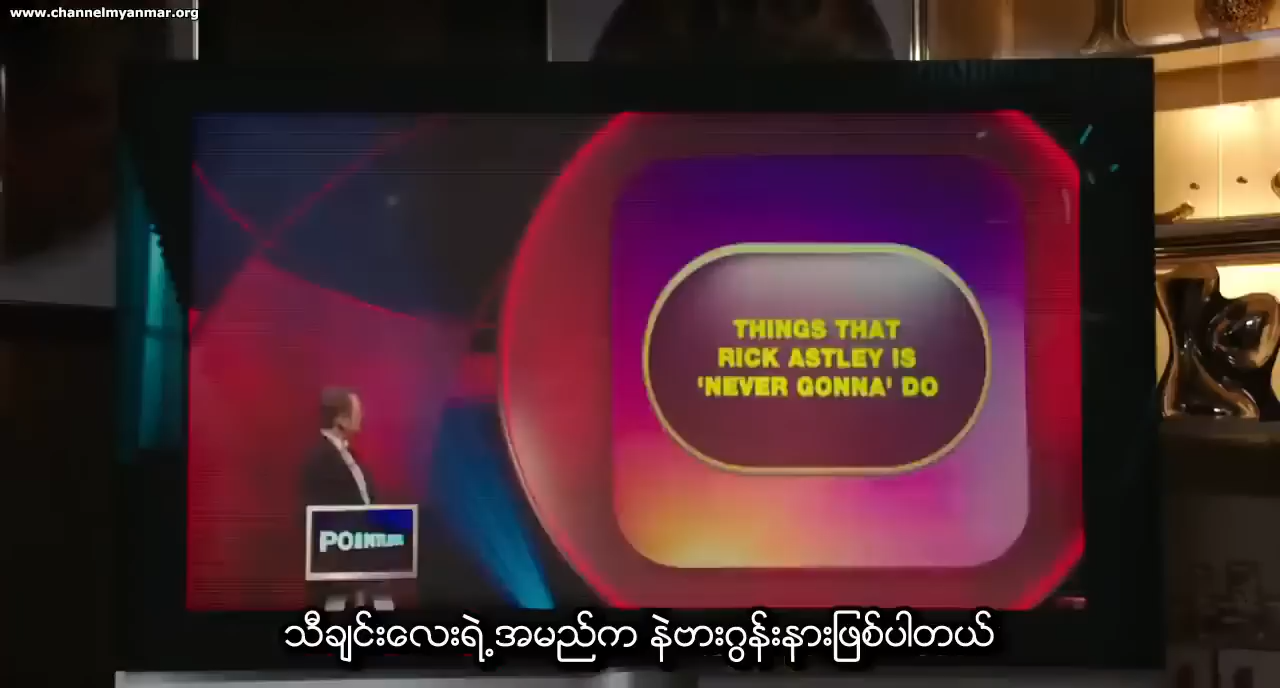 www.channelmyanmar.org
THINGS THAT
RICK ASTLEY IS
'NEVER GONNA' DO
POINTLESS
သီချင်းလေးရဲ့အမည်က နဲဗားဂွန်းနားဖြစ်ပါတယ်